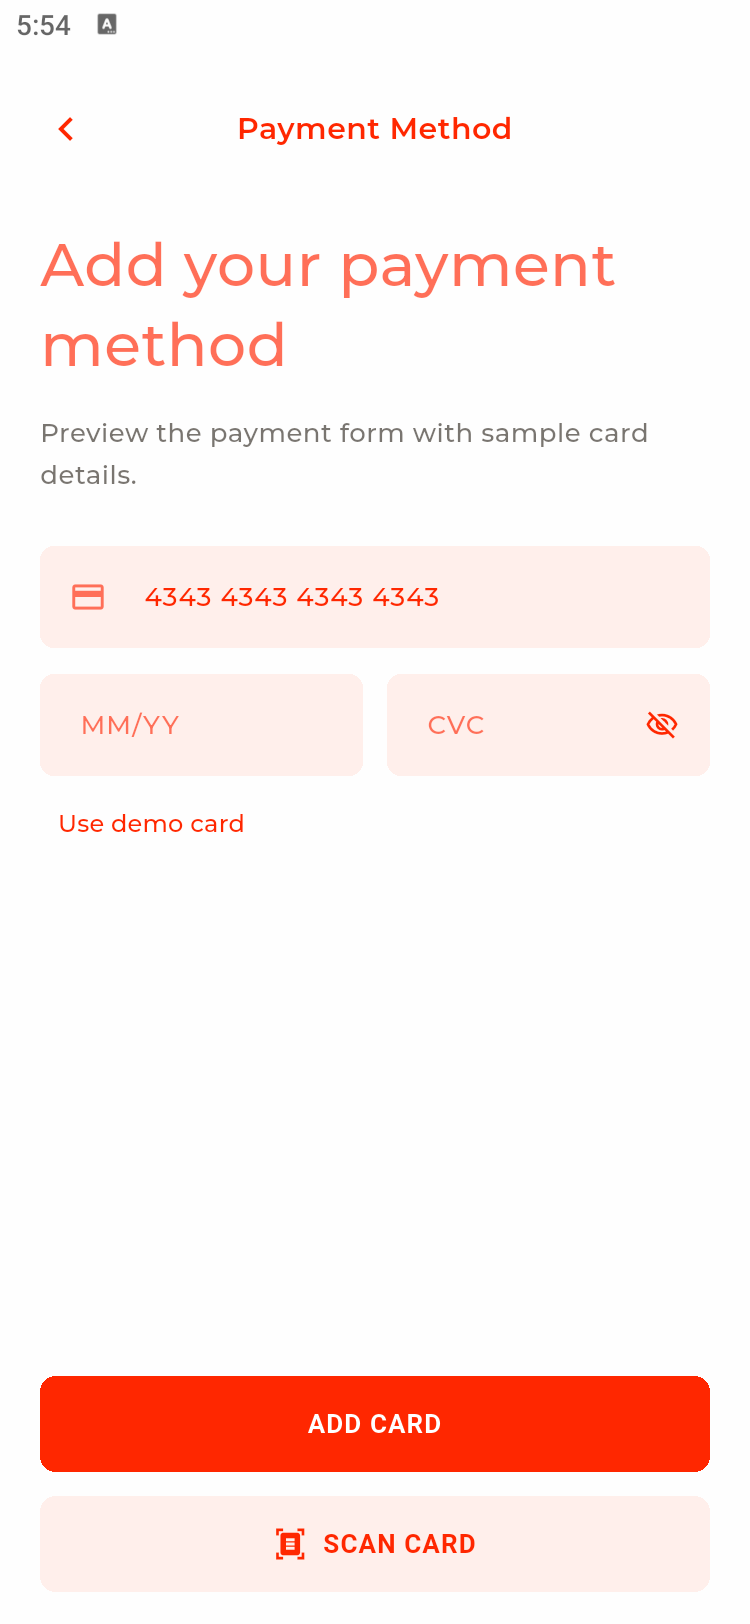 5:54
Payment Method
Add your payment
method
Preview the payment form with sample card
details.
4343 4343 4343 4343
MM/YY
CVC
Use demo card
ADD CARD
SCAN CARD